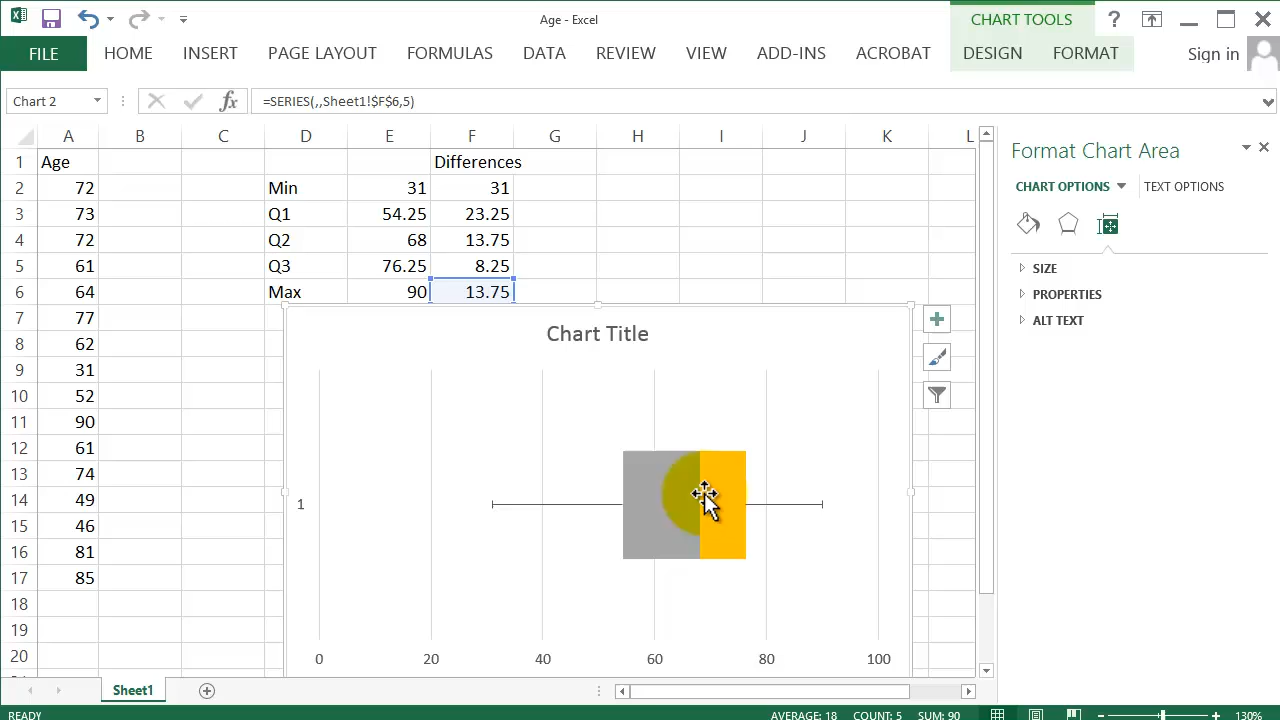 Age - Excel
CHART TOOLS
?
FILE HOME INSERT PAGE LAYOUT FORMULAS DATA REVIEW VIEW ADD-INS ACROBAT DESIGN FORMAT Sign in
Chart 2 fx =SERIES(,,Sheet1!$F$6,5)
A B C D E F G H I J K L
1 Age Differences
2 72 Min 31 31
3 73 Q1 54.25 23.25
4 72 Q2 68 13.75
5 61 Q3 76.25 8.25
6 64 Max 90 13.75
7 77
8 62
9 31
10 52
11 90
12 61
13 74
14 49
15 46
16 81
17 85
18
19
20
Chart Title
1
0 20 40 60 80 100
Format Chart Area
CHART OPTIONS TEXT OPTIONS
SIZE
PROPERTIES
ALT TEXT
Sheet1
READY AVERAGE: 18 COUNT: 5 SUM: 90 130%